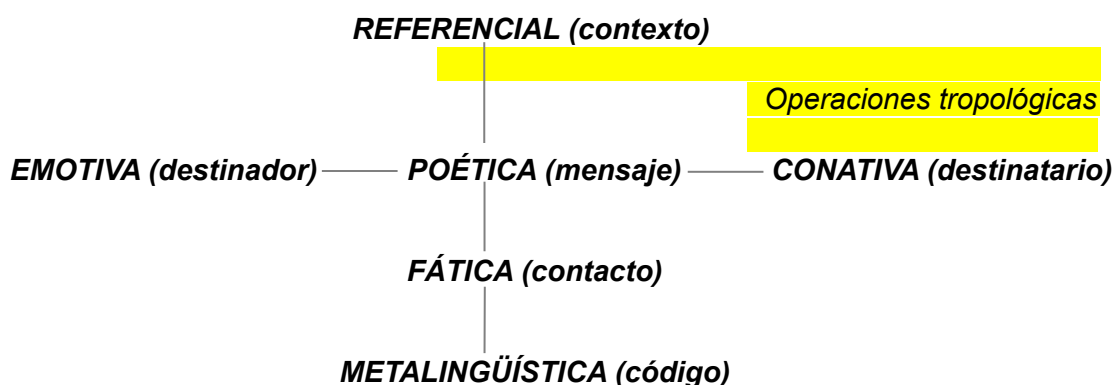 REFERENCIAL (contexto)
Operaciones tropológicas
EMOTIVA (destinador) POÉTICA (mensaje) CONATIVA (destinatario)
FÁTICA (contacto)
METALINGÜÍSTICA (código)